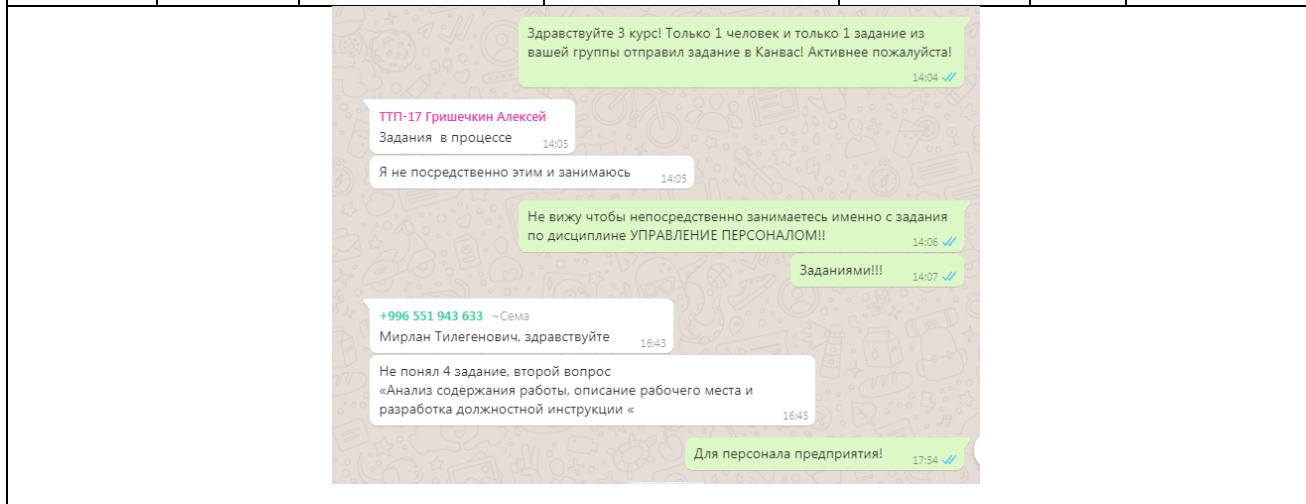 Здравствуйте 3 курс! Только 1 человек и только 1 задание из
вашей группы отправил задание в Канвас! Активнее пожалуйста!
14:04
ТТП-17 Гришечкин Алексей
Задания в процессе
14:05
Я не посредственно этим и занимаюсь
14:05
Не вижу чтобы непосредственно занимаетесь именно с задания
по дисциплине УПРАВЛЕНИЕ ПЕРСОНАЛОМ!!
14:06
Заданиями!!!
14:07
+996 551 943 633 ~Сема
Мирлан Тилегенович, здравствуйте
16:43
Не понял 4 задание, второй вопрос
«Анализ содержания работы, описание рабочего места и
разработка должностной инструкции «
16:45
Для персонала предприятия!
17:54